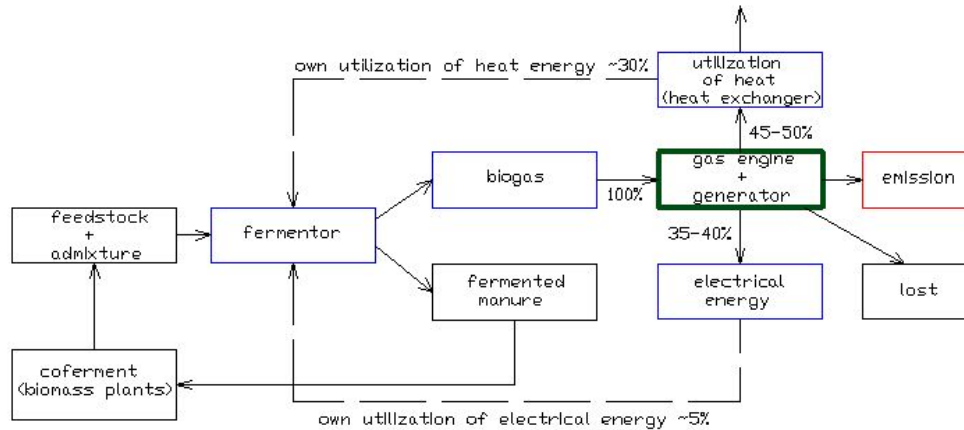 utilization
of heat
(heat exchanger)
own utilization of heat energy ~30%
45-50%
biogas
100%
gas engine
+
generator
emission
feedstock
+
admixture
fermentor
35-40%
fermented
manure
electrical
energy
lost
coferment
(biomass plants)
own utilization of electrical energy ~5%